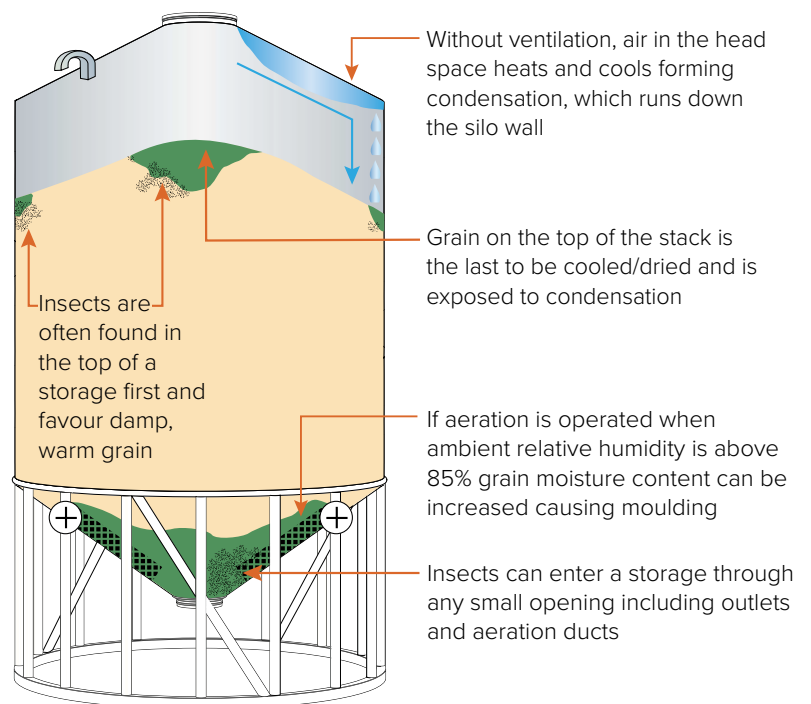 Without ventilation, air in the head
space heats and cools forming
condensation, which runs down
the silo wall
Grain on the top of the stack is
the last to be cooled/dried and is
exposed to condensation
Insects are
often found in
the top of a
storage first and
favour damp,
warm grain
If aeration is operated when
ambient relative humidity is above
85% grain moisture content can be
increased causing moulding
Insects can enter a storage through
any small opening including outlets
and aeration ducts